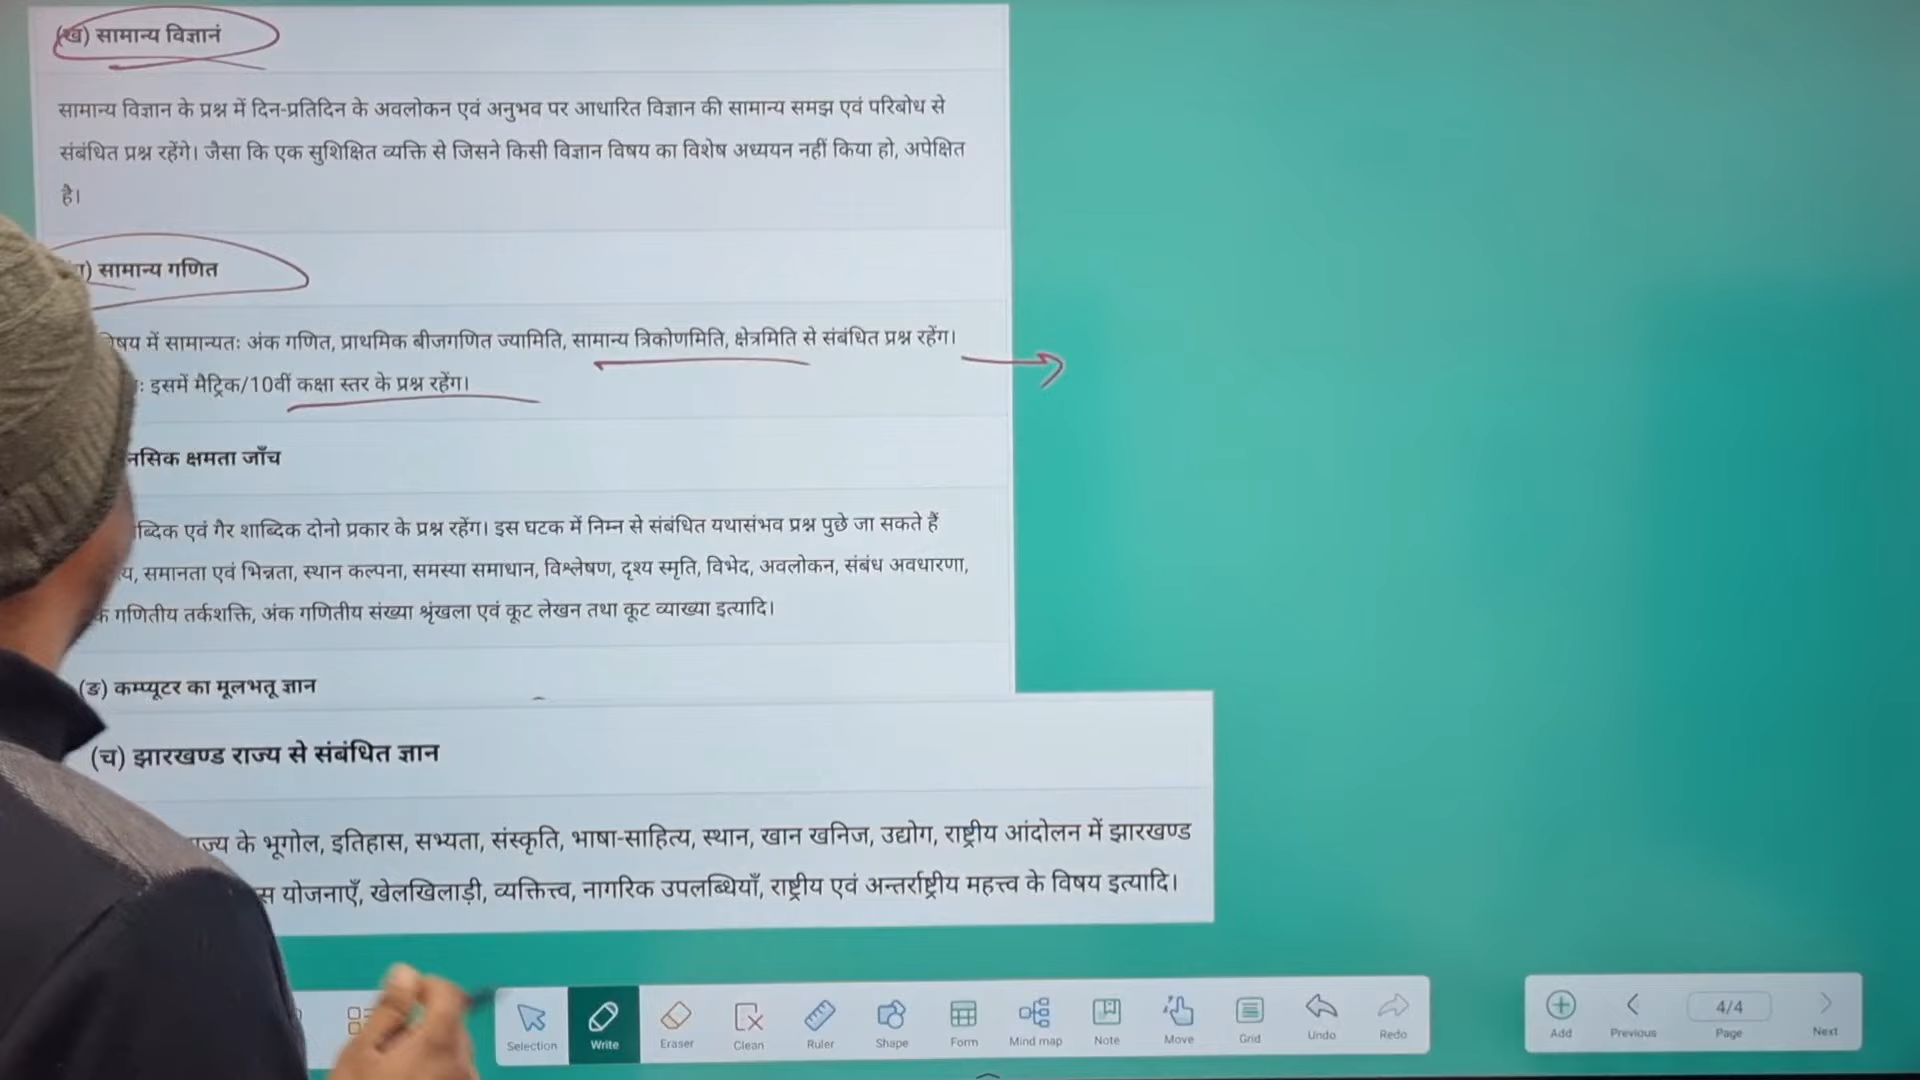 (ख) सामान्य विज्ञानं
सामान्य विज्ञान के प्रश्न में दिन-प्रतिदिन के अवलोकन एवं अनुभव पर आधारित विज्ञान की सामान्य समझ एवं परिबोध से
संबंधित प्रश्न रहेंगे। जैसा कि एक सुशिक्षित व्यक्ति से जिसने किसी विज्ञान विषय का विशेष अध्ययन नहीं किया हो, अपेक्षित
है।
सामान्य गणित
में सामान्यतः अंक गणित, प्राथमिक बीजगणित ज्यामिति, सामान्य त्रिकोणमिति, क्षेत्रमिति से संबंधित प्रश्न रहेंग।
इसमें मैट्रिक/10वीं कक्षा स्तर के प्रश्न रहेंग।
क्षमता जाँच
एवं गैर शाब्दिक दोनो प्रकार के प्रश्न रहेंग। इस घटक में निम्न से संबंधित यथासंभव प्रश्न पुछे जा सकते हैं
समानता एवं भिन्नता, स्थान कल्पना, समस्या समाधान, विश्लेषण, दृश्य स्मृति, विभेद, अवलोकन, संबंध अवधारणा,
गणितीय तर्कशक्ति, अंक गणितीय संख्या श्रृंखला एवं कूट लेखन तथा कूट व्याख्या इत्यादि।
(ङ) कम्प्यूटर का मूलभतू ज्ञान
(च) झारखण्ड राज्य से संबंधित ज्ञान
के भूगोल, इतिहास, सभ्यता, संस्कृति, भाषा-साहित्य, स्थान, खान खनिज, उद्योग, राष्ट्रीय आंदोलन में झारखण्ड
योजनाएँ, खेलखिलाड़ी, व्यक्तित्त्व, नागरिक उपलब्धियाँ, राष्ट्रीय एवं अन्तर्राष्ट्रीय महत्त्व के विषय इत्यादि।
Selection Write Eraser Clean Ruler Shape Form Mind map Note Move Grid Undo Redo
Add Previous 4/4 Page Next